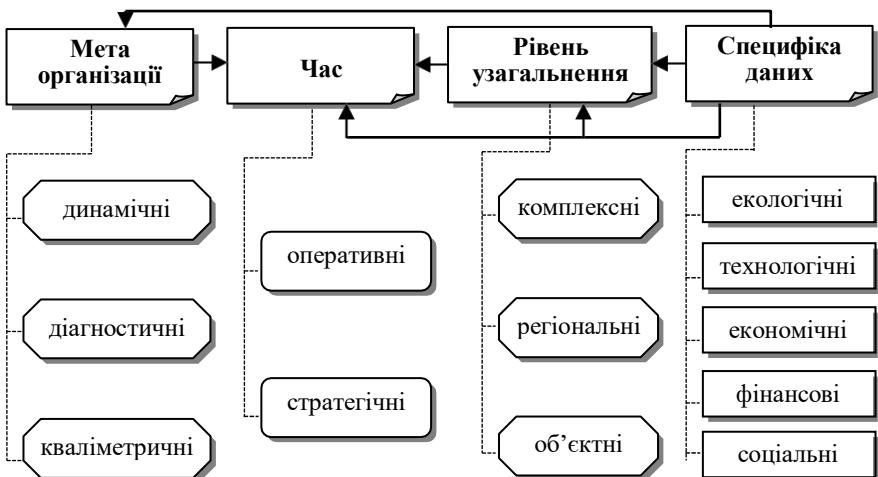 Мета
організації
Час
Рівень
узагальнення
Специфіка
даних
динамічні
діагностичні
кваліметричні
оперативні
стратегічні
комплексні
регіональні
об’єктні
екологічні
технологічні
економічні
фінансові
соціальні